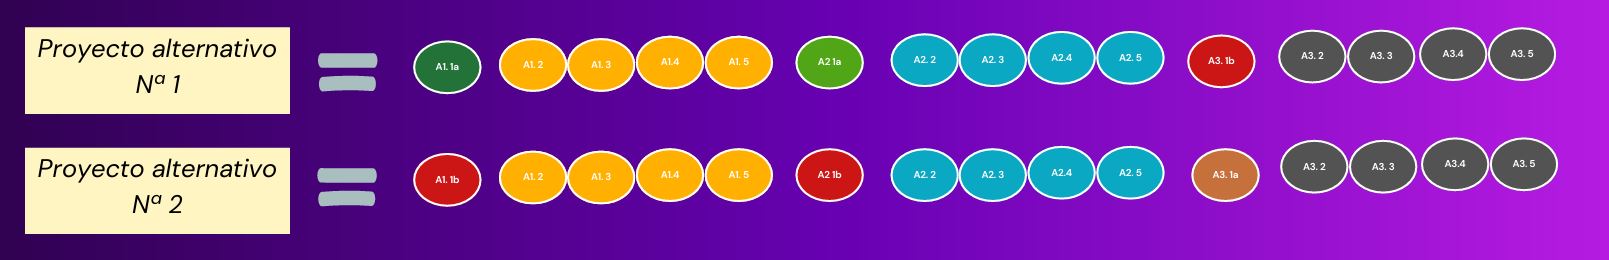 Proyecto alternativo
Nª 1
A1. 1a A1. 2 A1. 3 A1.4 A1. 5 A2 1a A2. 2 A2. 3 A2.4 A2. 5 A3. 1b A3. 2 A3. 3 A3.4 A3. 5
Proyecto alternativo
Nª 2
A1. 1b A1. 2 A1. 3 A1.4 A1. 5 A2 1b A2. 2 A2. 3 A2.4 A2. 5 A3. 1a A3. 2 A3. 3 A3.4 A3. 5